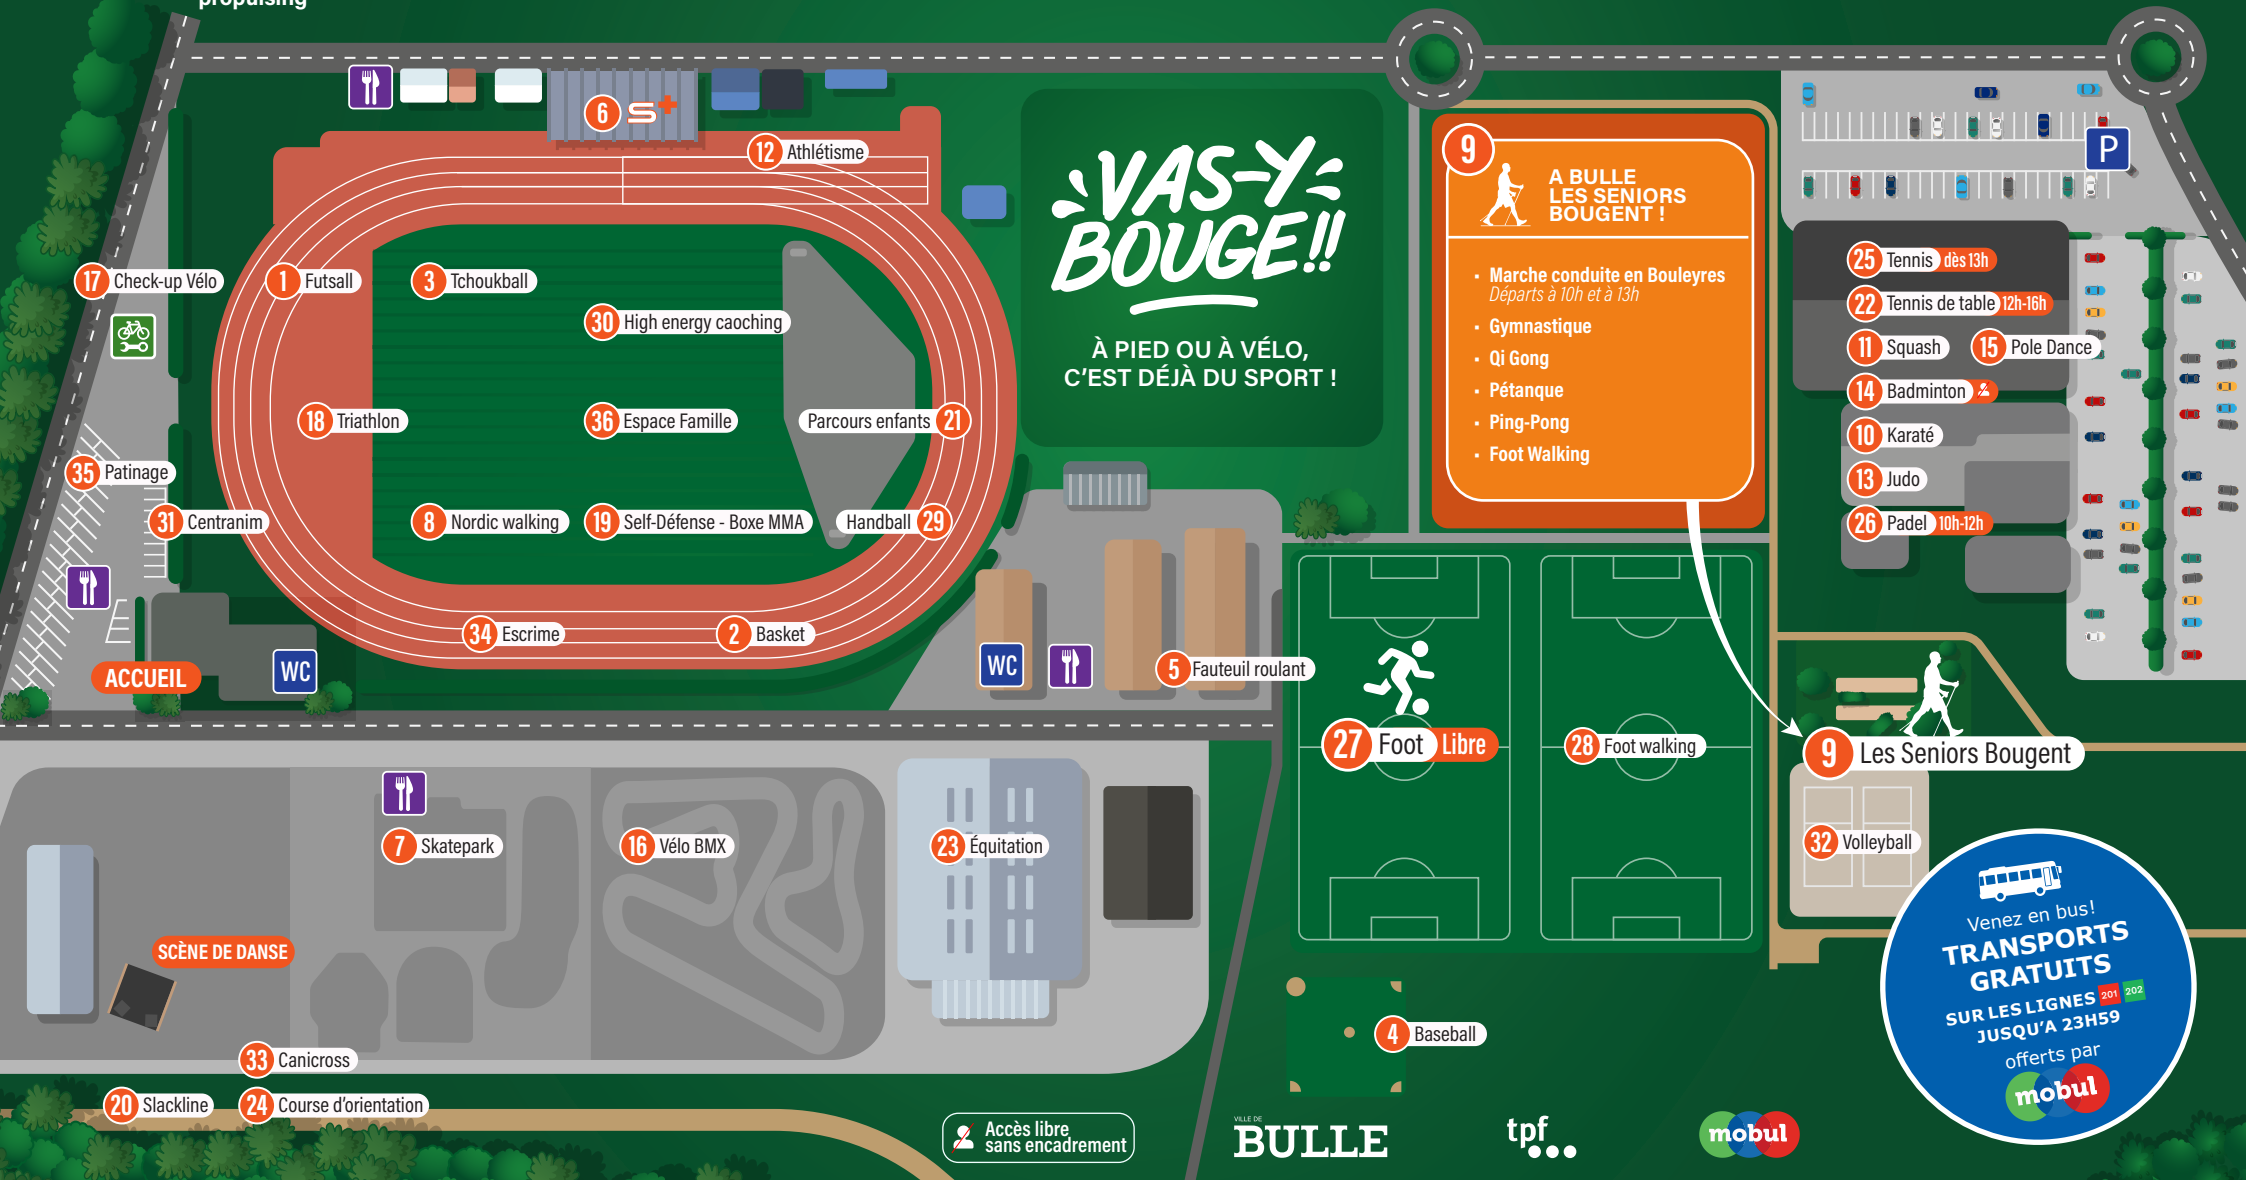 propulsing
6 S+
12 Athlétisme
VAS-Y
BOUGE!!
À PIED OU À VÉLO,
C'EST DÉJÀ DU SPORT !
9
A BULLE
LES SENIORS
BOUGENT !
• Marche conduite en Bouleyres
Départs à 10h et à 13h
• Gymnastique
• Qi Gong
• Pétanque
• Ping-Pong
• Foot Walking
P
17 Check-up Vélo
1 Futsall
3 Tchoukball
30 High energy caoching
18 Triathlon
36 Espace Famille
Parcours enfants 21
35 Patinage
31 Centranim
8 Nordic walking
19 Self-Défense - Boxe MMA
Handball 29
34 Escrime
2 Basket
ACCUEIL
WC
WC
5 Fauteuil roulant
25 Tennis dès 13h
22 Tennis de table 12h-16h
11 Squash
15 Pole Dance
14 Badminton
10 Karaté
13 Judo
26 Padel 10h-12h
27 Foot Libre
28 Foot walking
9 Les Seniors Bougent
32 Volleyball
7 Skatepark
16 Vélo BMX
23 Équitation
SCÈNE DE DANSE
33 Canicross
20 Slackline
24 Course d'orientation
4 Baseball
Venez en bus!
TRANSPORTS
GRATUITS
SUR LES LIGNES 201 202
JUSQU'A 23H59
offerts par
mobul
Accès libre
sans encadrement
VILLE DE
BULLE
tpf
mobul